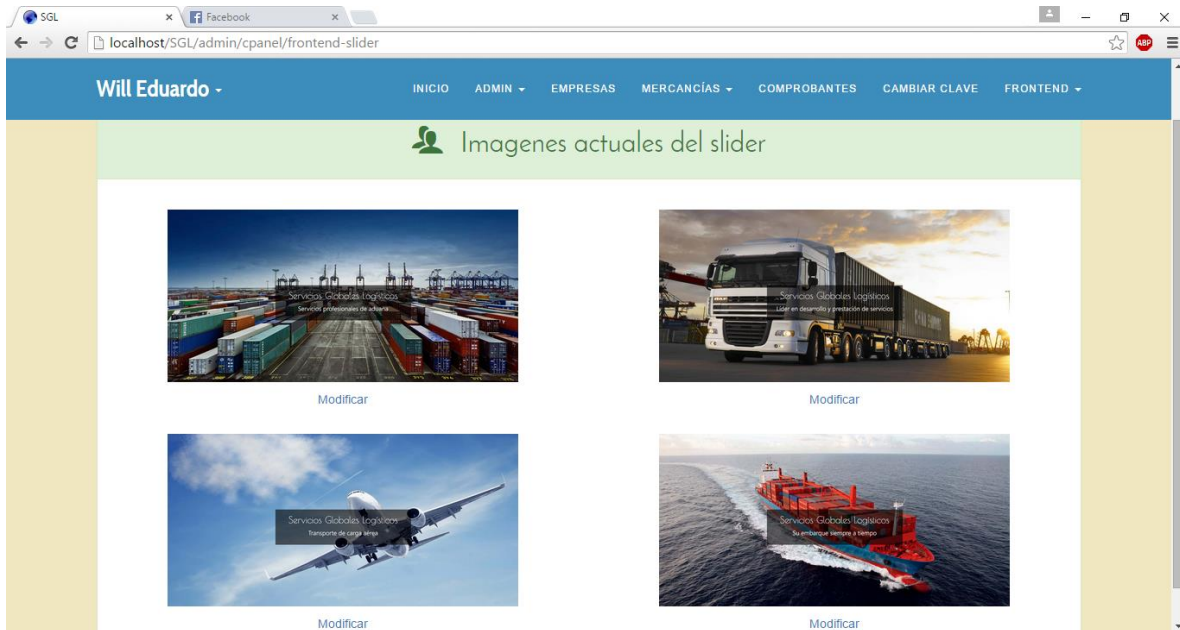 SGL
Facebook
localhost/SGL/admin/cpanel/frontend-slider
ABP
Will Eduardo
INICIO ADMIN EMPRESAS MERCANCÍAS COMPROBANTES CAMBIAR CLAVE FRONTEND
Imagenes actuales del slider
Servicios Globales Logísticos
Servicios profesionales de aduana
Modificar
Servicios Globales Logísticos
Líder en desarrollo y prestación de servicios
Modificar
Servicios Globales Logísticos
Transporte de carga aérea
Modificar
Servicios Globales Logísticos
Su embarque siempre a tiempo
Modificar